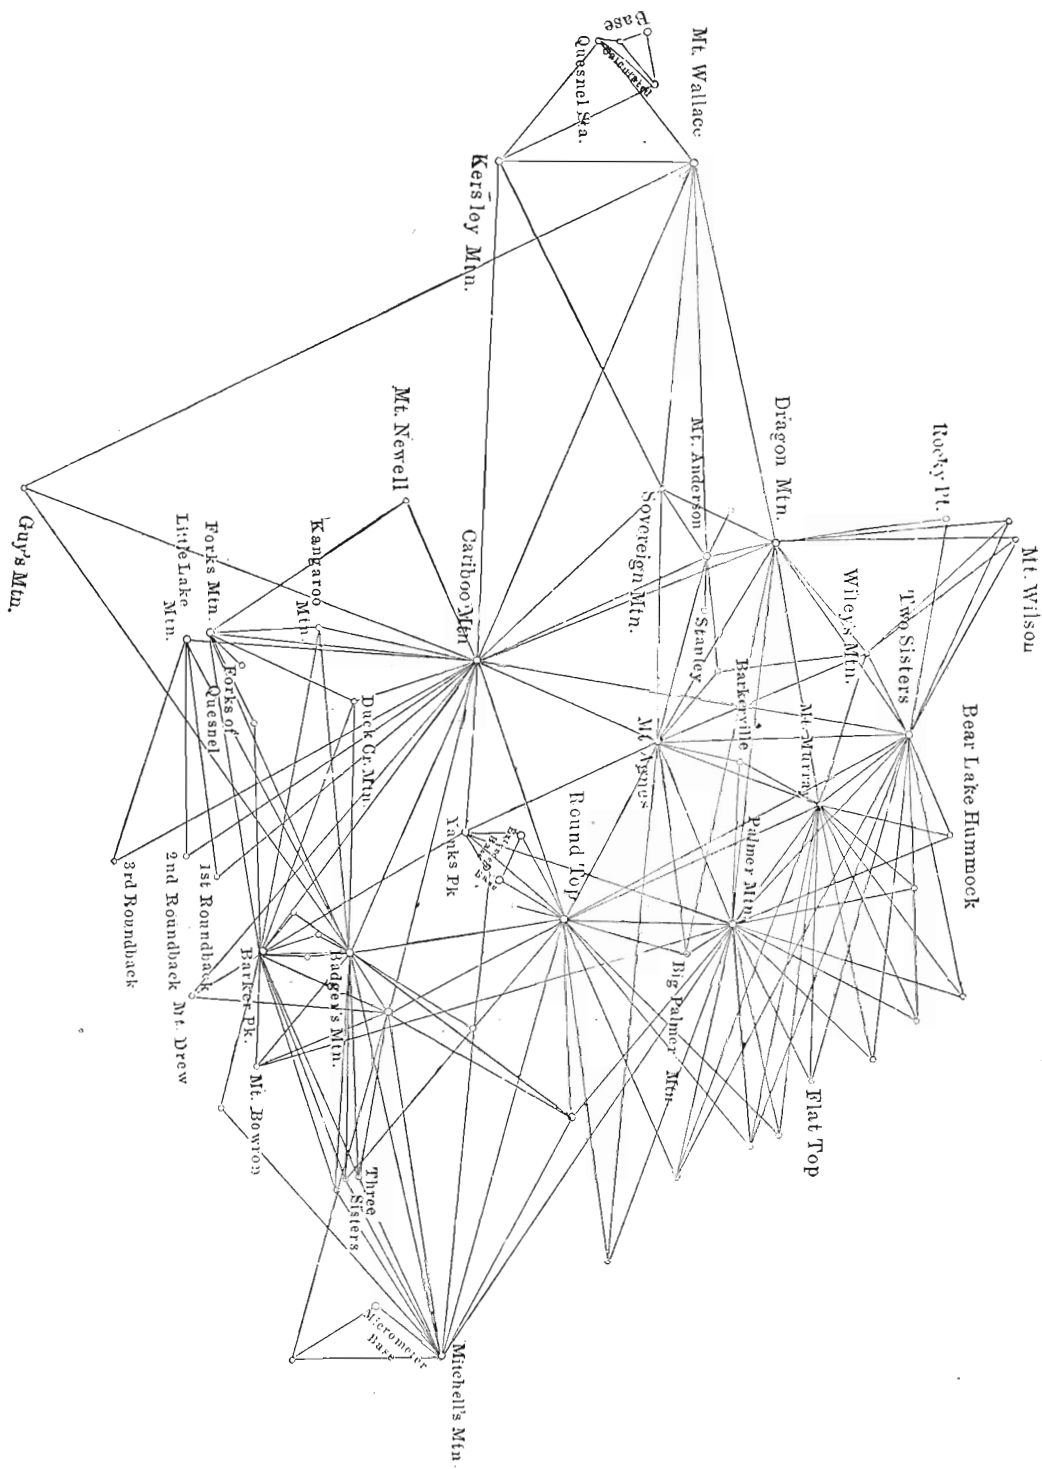 Base
Quesnel Sta.
Mt. Wallace
Kersloy Mtn.
Guy's Mtn.
Mt. Newell
Cariboo Mtn.
Sovereign Mtn.
Mt. Anderson
Dragon Mtn.
Rocky Pt.
Mt. Wilson
Two Sisters
Wiley's Mtn.
Stanley
Barkerville
Mt. Murray
Bear Lake Hummock
Kangaroo
Mtn.
Forks Mtn.
Little Lake
Mtn.
Forks of
Quesnel
Duck Cr. Mtn.
Mt. Agnes
Round Top
Palmer Mtn.
Yanks Pk
Base
3rd Roundback
2nd Roundback
1st Roundback
Mt. Drew
Barker Pk.
Badger's Mtn.
Mt. Bowron
Big Palmer Mtn
Flat Top
Three
Sisters
Micrometer
Base
Mitchell's Mtn.